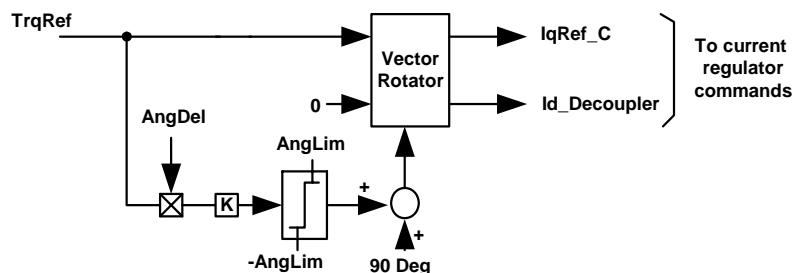 TrqRef
IqRef_C
Vector
Rotator
To current
regulator
commands
0
Id_Decoupler
AngDel
AngLim
+
K
+
-AngLim
90 Deg